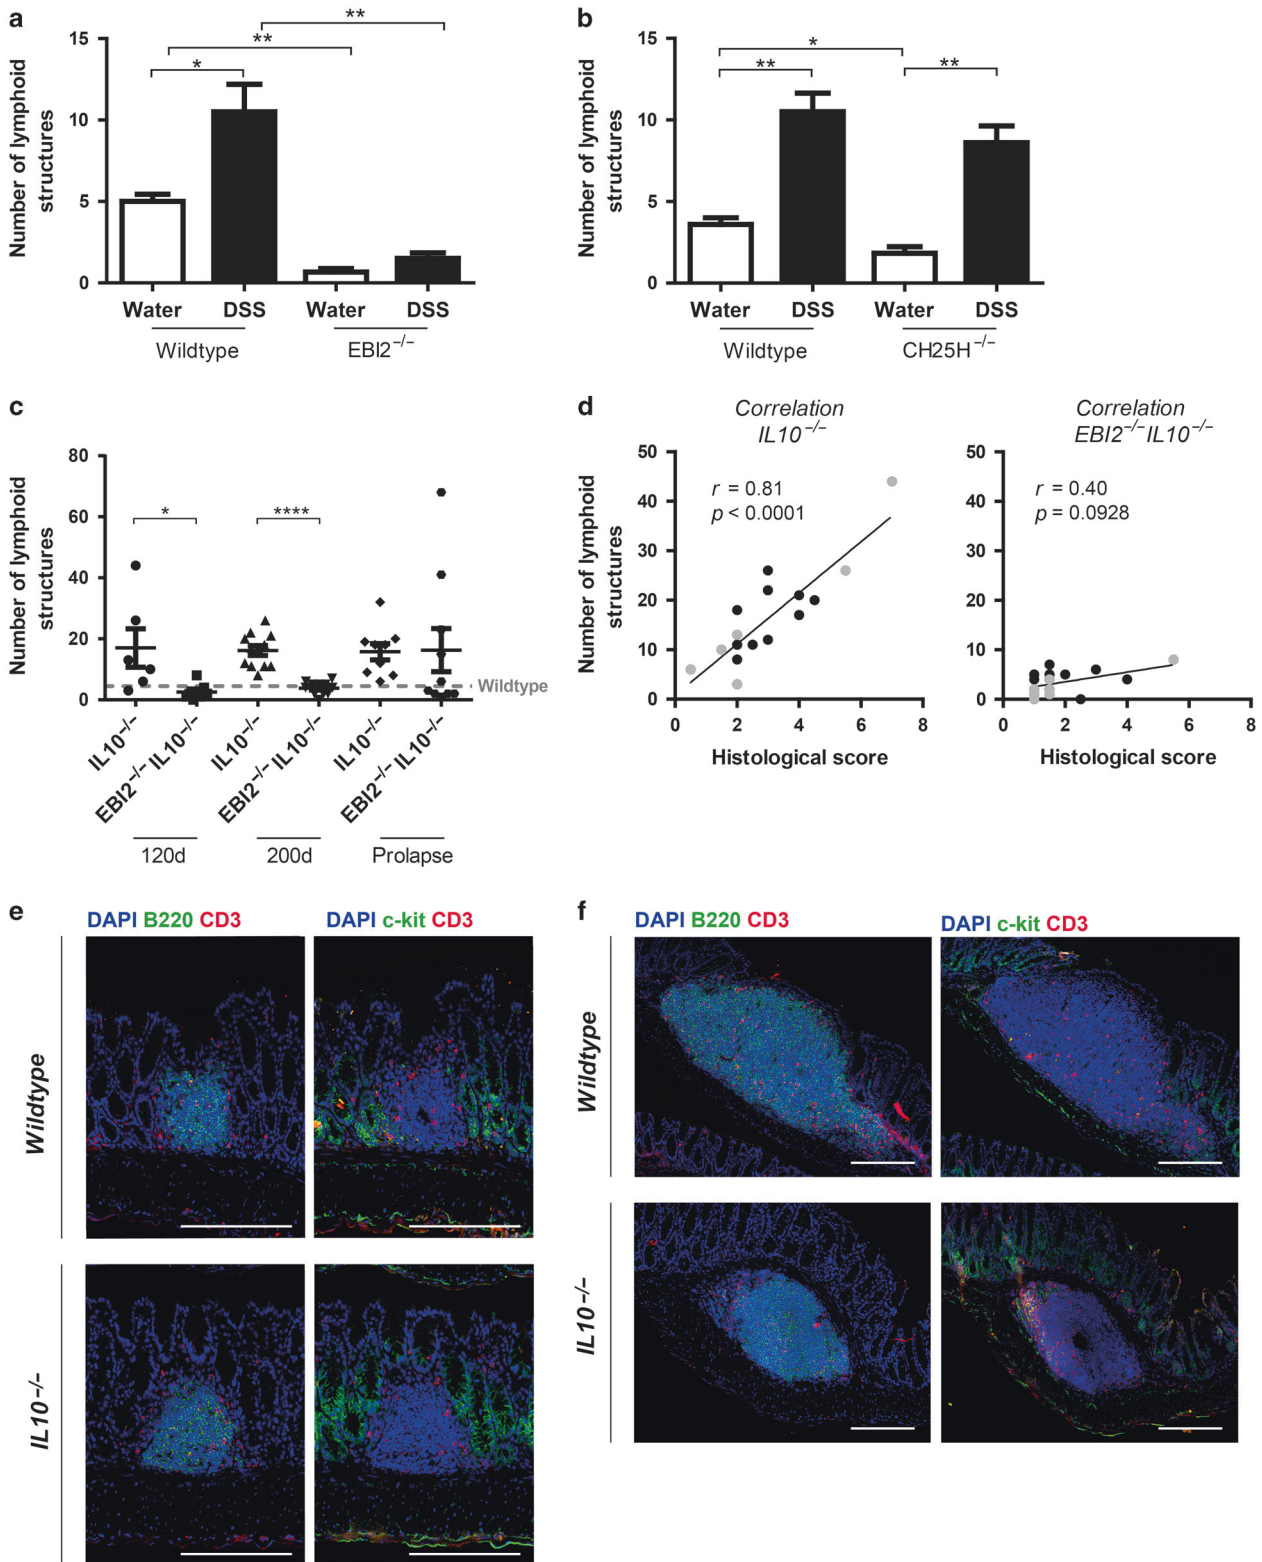 a
**
**
*
15
10
5
0
Number of lymphoid
structures
Water DSS Water DSS
Wildtype EBI2−/−
b
*
** **
15
10
5
0
Number of lymphoid
structures
Water DSS Water DSS
Wildtype CH25H−/−
c
80
60
40
20
0
Number of lymphoid
structures
* ****
Wildtype
IL10−/−
EBI2−/− IL10−/−
IL10−/−
EBI2−/− IL10−/−
IL10−/−
EBI2−/− IL10−/−
120d 200d Prolapse
d
Correlation
IL10−/−
r = 0.81
p < 0.0001
50
40
30
20
10
0
Number of lymphoid
structures
0 2 4 6 8
Histological score
Correlation
EBI2−/−IL10−/−
r = 0.40
p = 0.0928
50
40
30
20
10
0
0 2 4 6 8
Histological score
e
DAPI B220 CD3 DAPI c-kit CD3
Wildtype
IL10−/−
f
DAPI B220 CD3 DAPI c-kit CD3
Wildtype
IL10−/−